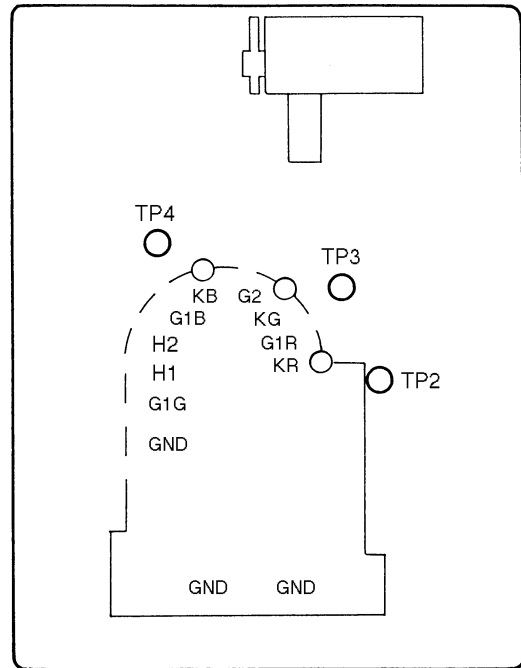 TP4
TP3
KB
G2
G1B
KG
H2
G1R
H1
KR
TP2
G1G
GND
GND GND